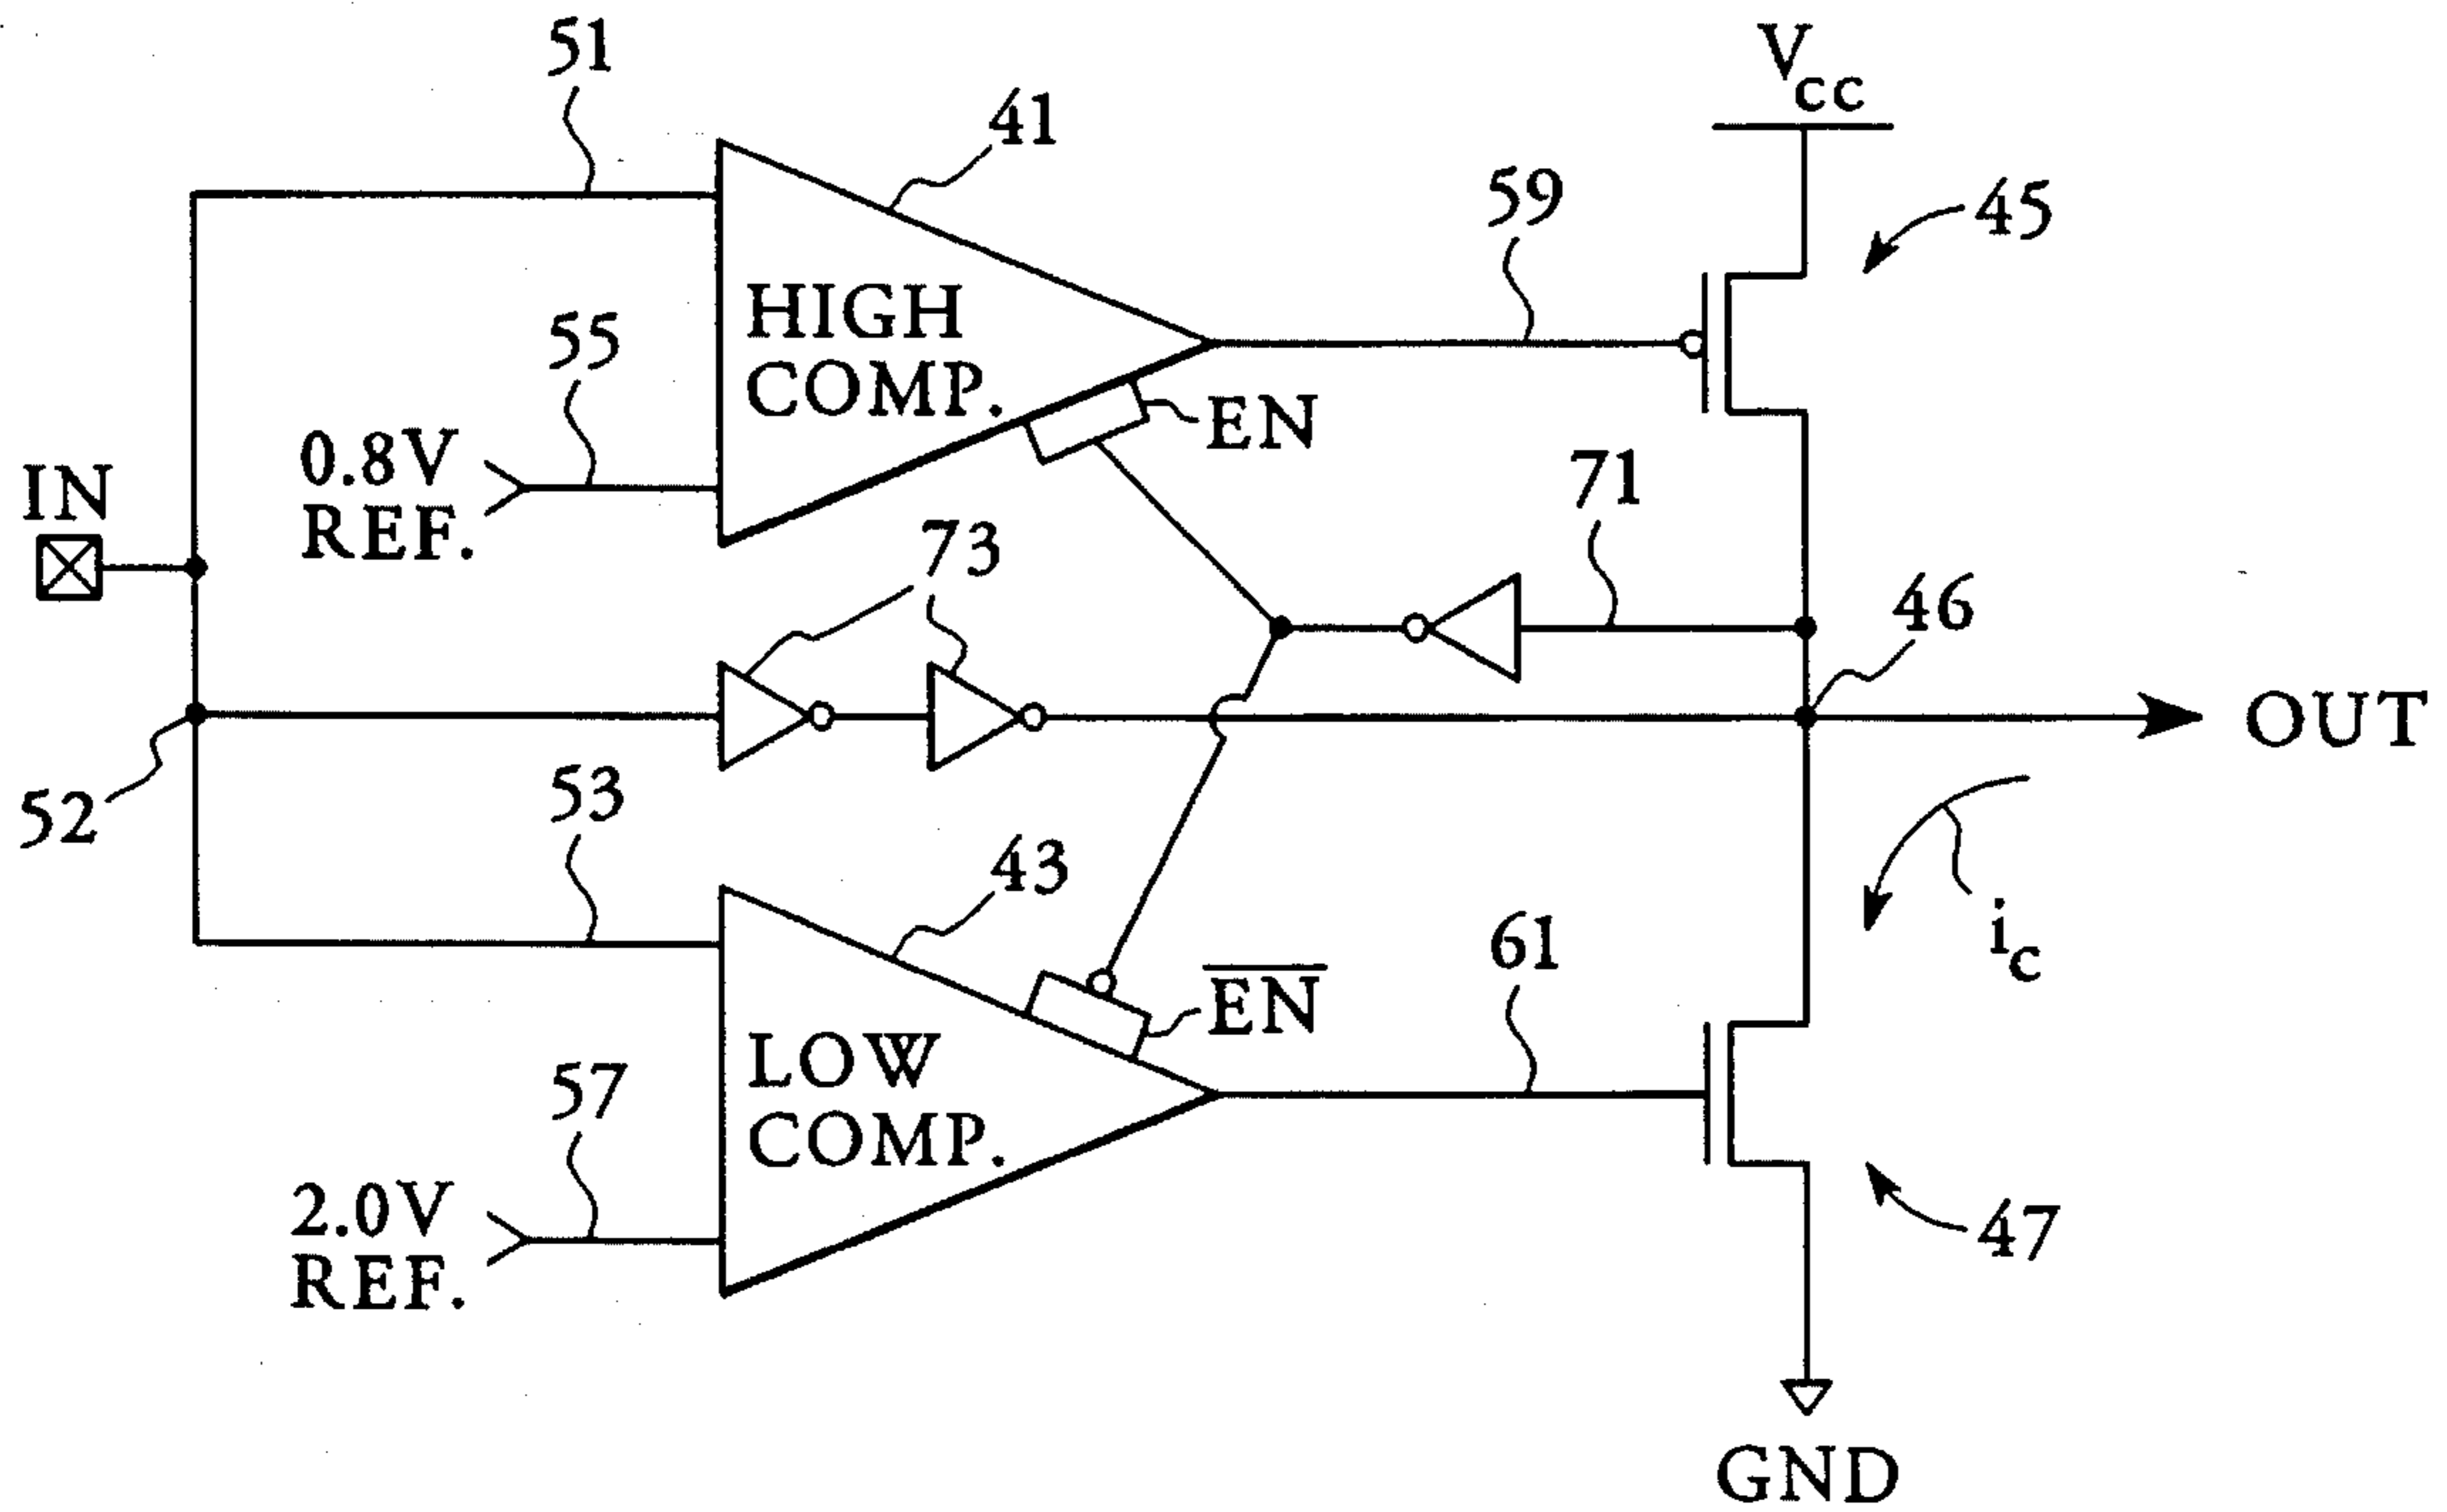 51
41
Vcc
59
45
HIGH
COMP.
55
EN
0.8V
REF.
IN
71
73
46
OUT
52
53
43
61
ic
EN
LOW
COMP.
57
2.0V
REF.
47
GND